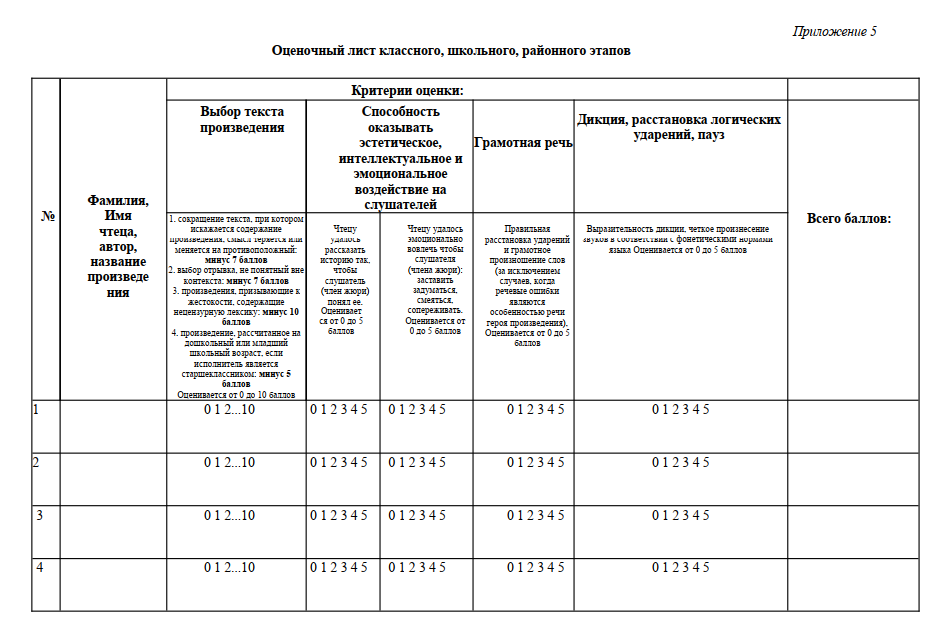 Приложение 5
Оценочный лист классного, школьного, районного этапов
№
Фамилия,
Имя
чтеца,
автор,
название
произведе
ния
Критерии оценки:
Выбор текста
произведения
Способность
оказывать
эстетическое,
интеллектуальное и
эмоциональное
воздействие на
слушателей
Грамотная речь
Дикция, расстановка логических
ударений, пауз
Всего баллов:
1. сокращение текста, при котором
искажается содержание
произведения, смысл теряется или
меняется на противоположный:
минус 7 баллов
2. выбор отрывка, не понятный вне
контекста: минус 7 баллов
3. произведения, призывающие к
жестокости, содержащие
нецензурную лексику: минус 10
баллов
4. произведение, рассчитанное на
дошкольный или младший
школьный возраст, если
исполнитель является
старшеклассником: минус 5
баллов
Оценивается от 0 до 10 баллов
Чтецу
удалось
рассказать
историю так,
чтобы
слушатель
(член жюри)
понял ее.
Оценивает
ся от 0 до 5
баллов
Чтецу удалось
эмоционально
вовлечь чтобы
слушателя
(члена жюри):
заставить
задуматься,
смеяться,
сопереживать.
Оценивается от
0 до 5 баллов
Правильная
расстановка ударений
и грамотное
произношение слов
(за исключением
случаев, когда
речевые ошибки
являются
особенностью речи
героя произведения),
Оценивается от 0 до 5
баллов
Выразительность дикции, четкое произнесение
звуков в соответствии с фонетическими нормами
языка Оценивается от 0 до 5 баллов
1 0 1 2...10 0 1 2 3 4 5 0 1 2 3 4 5 0 1 2 3 4 5 0 1 2 3 4 5
2 0 1 2...10 0 1 2 3 4 5 0 1 2 3 4 5 0 1 2 3 4 5 0 1 2 3 4 5
3 0 1 2...10 0 1 2 3 4 5 0 1 2 3 4 5 0 1 2 3 4 5 0 1 2 3 4 5
4 0 1 2...10 0 1 2 3 4 5 0 1 2 3 4 5 0 1 2 3 4 5 0 1 2 3 4 5